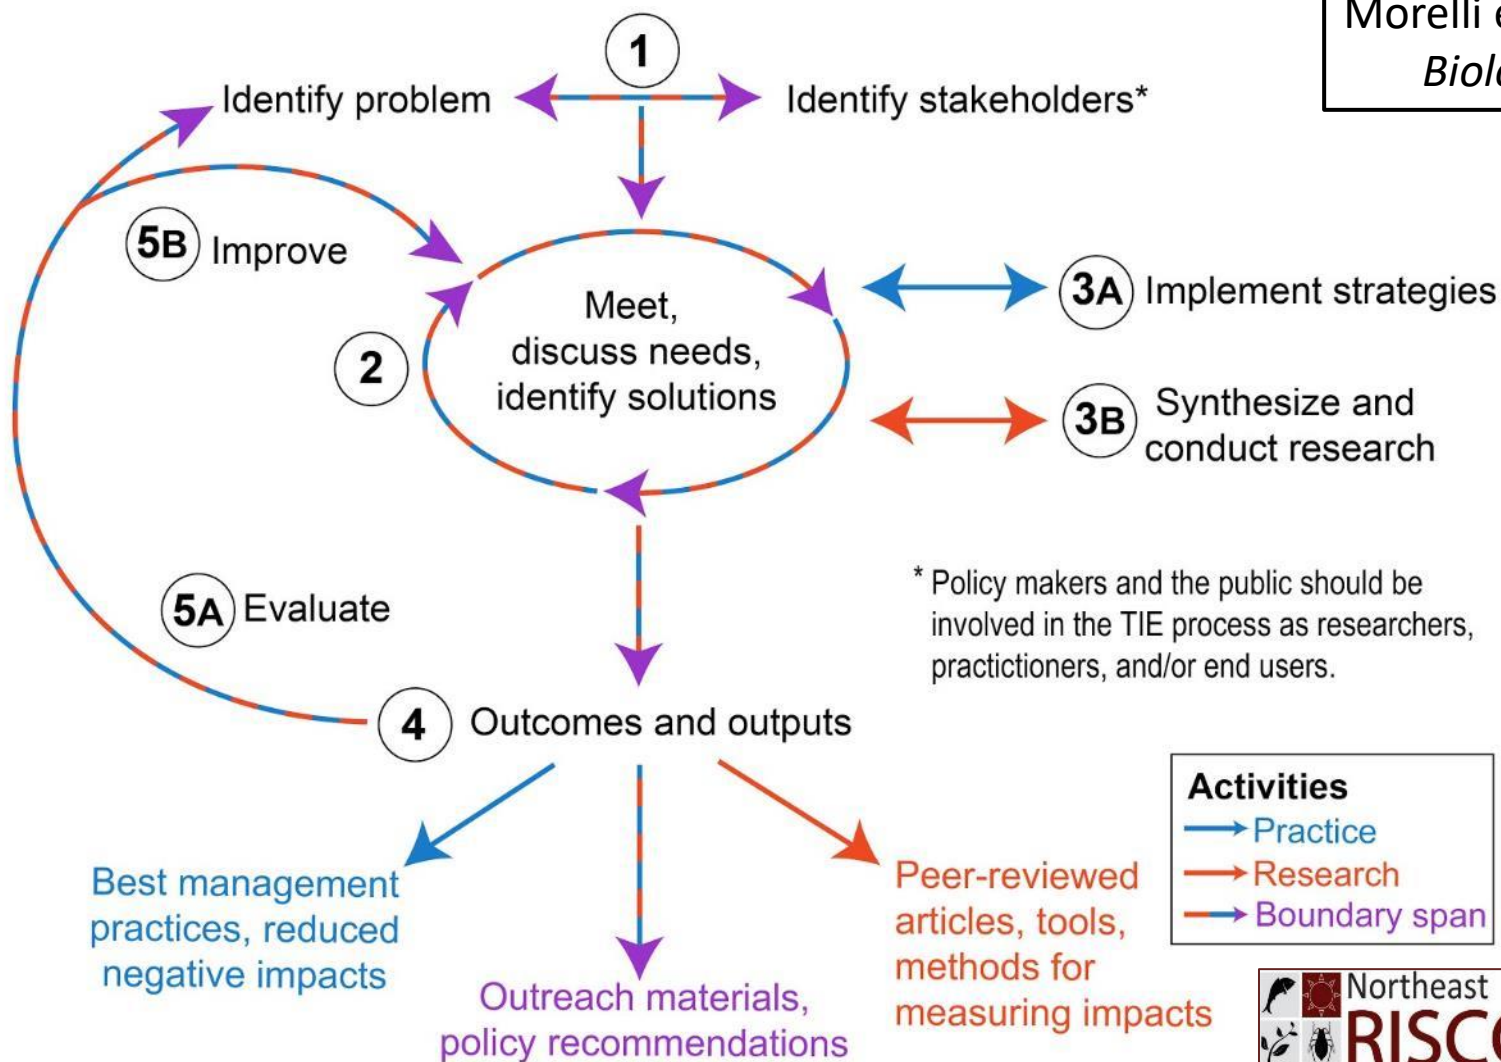 Morelli
Biol
1
Identify problem
Identify stakeholders*
5B Improve
2
Meet,
discuss needs,
identify solutions
3A Implement strategies
3B Synthesize and
conduct research
5A Evaluate
* Policy makers and the public should be
involved in the TIE process as researchers,
practictioners, and/or end users.
4 Outcomes and outputs
Best management
practices, reduced
negative impacts
Outreach materials,
policy recommendations
Peer-reviewed
articles, tools,
methods for
measuring impacts
Activities
Practice
Research
Boundary span
Northeast
RISC